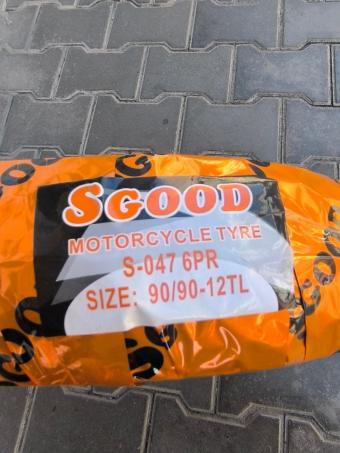 SGOOD
MOTORCYCLE TYRE
S-047 6PR
SIZE: 90/90-12TL